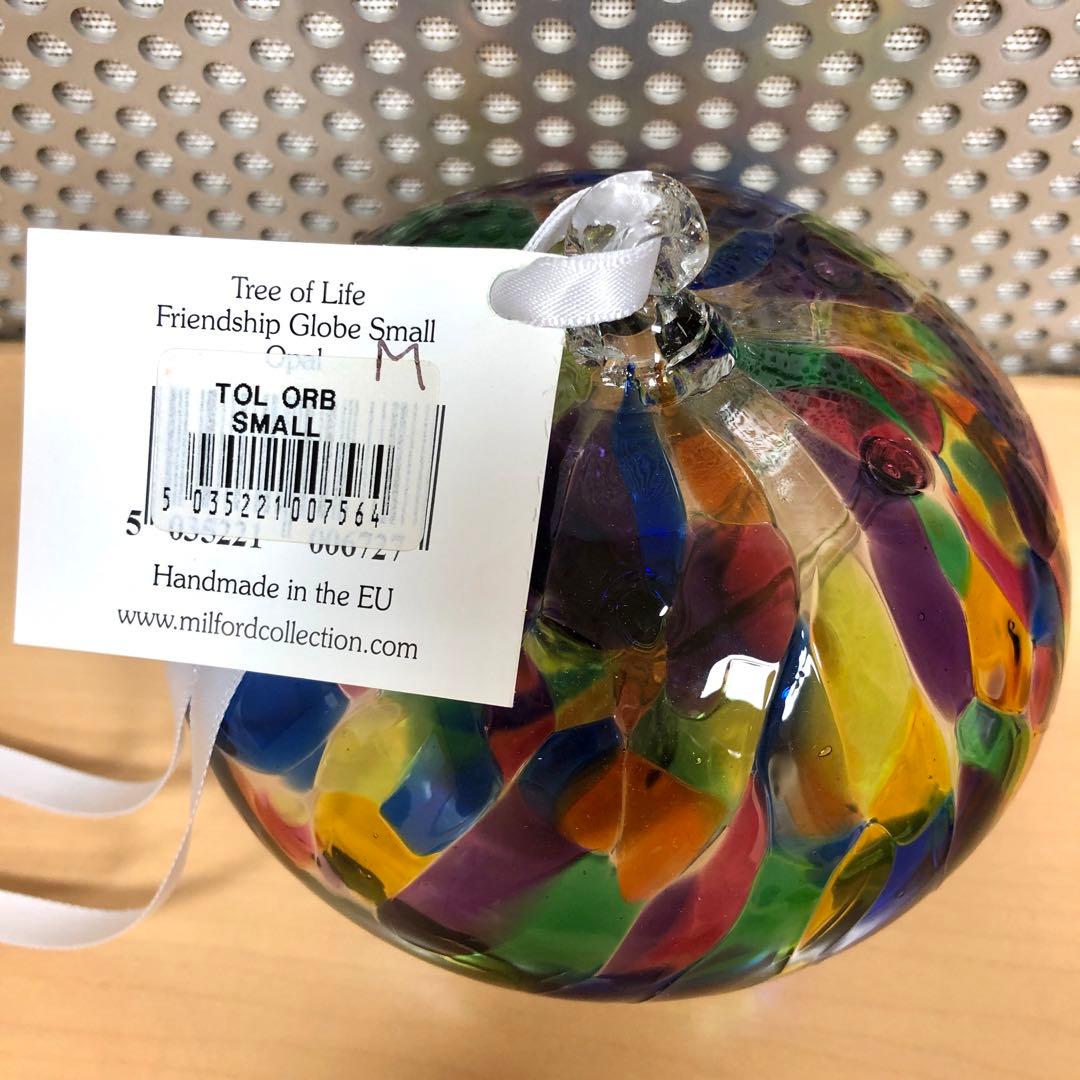 Tree of Life
Friendship Globe Small
Opal
M
TOL ORB
SMALL
5 035221 007564
5 035221 006727
Handmade in the EU
www.milfordcollection.com